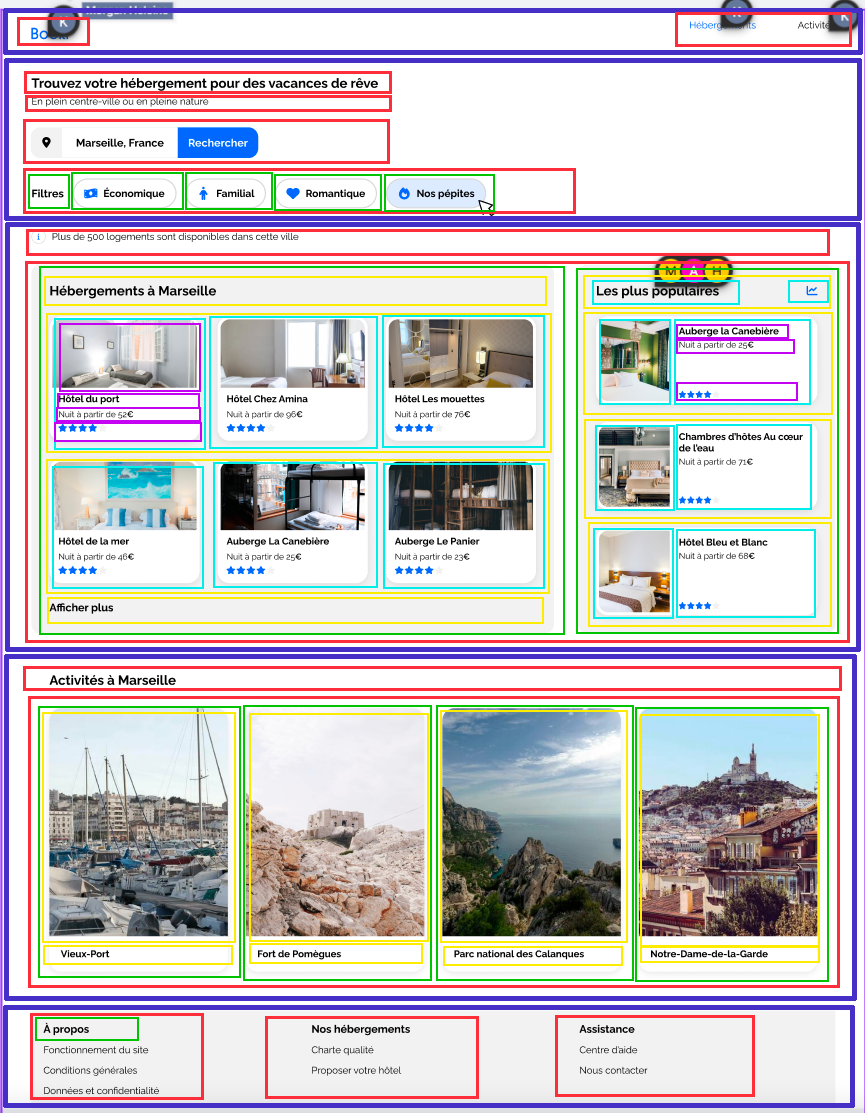 K
K
K
Hébergements
Trouvez votre hébergement pour des vacances de rêve
En plein centre-ville ou en pleine nature
Marseille, France
Rechercher
Filtres
Économique
Familial
Romantique
Nos pépites
i Plus de 500 logements sont disponibles dans cette ville
M A H
Hébergements à Marseille
Hôtel du port
Nuit à partir de 52€
Hôtel Chez Amina
Nuit à partir de 96€
Hôtel Les mouettes
Nuit à partir de 76€
Hôtel de la mer
Nuit à partir de 46€
Auberge La Canebière
Nuit à partir de 25€
Auberge Le Panier
Nuit à partir de 23€
Afficher plus
Les plus populaires
Auberge la Canebière
Nuit à partir de 25€
Chambres d'hôtes Au cœur
de l'eau
Nuit à partir de 71€
Hôtel Bleu et Blanc
Nuit à partir de 68€
Activités à Marseille
Vieux-Port
Fort de Pomègues
Parc national des Calanques
Notre-Dame-de-la-Garde
À propos
Fonctionnement du site
Conditions générales
Données et confidentialité
Nos hébergements
Charte qualité
Proposer votre hôtel
Assistance
Centre d'aide
Nous contacter